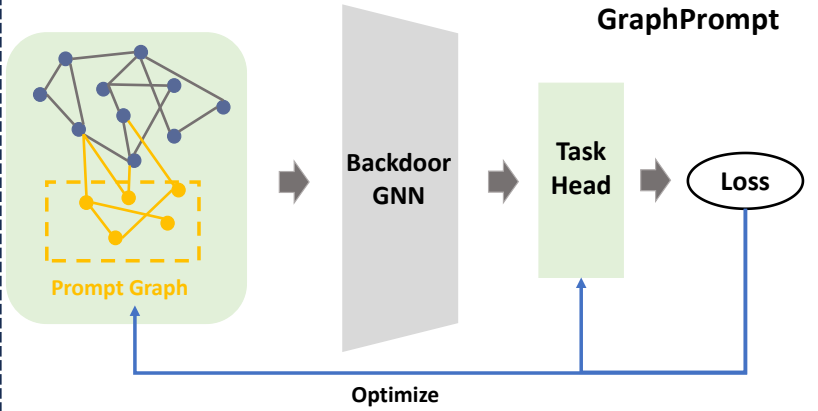 GraphPrompt
Backdoor
GNN
Task
Head
Loss
Prompt Graph
Optimize